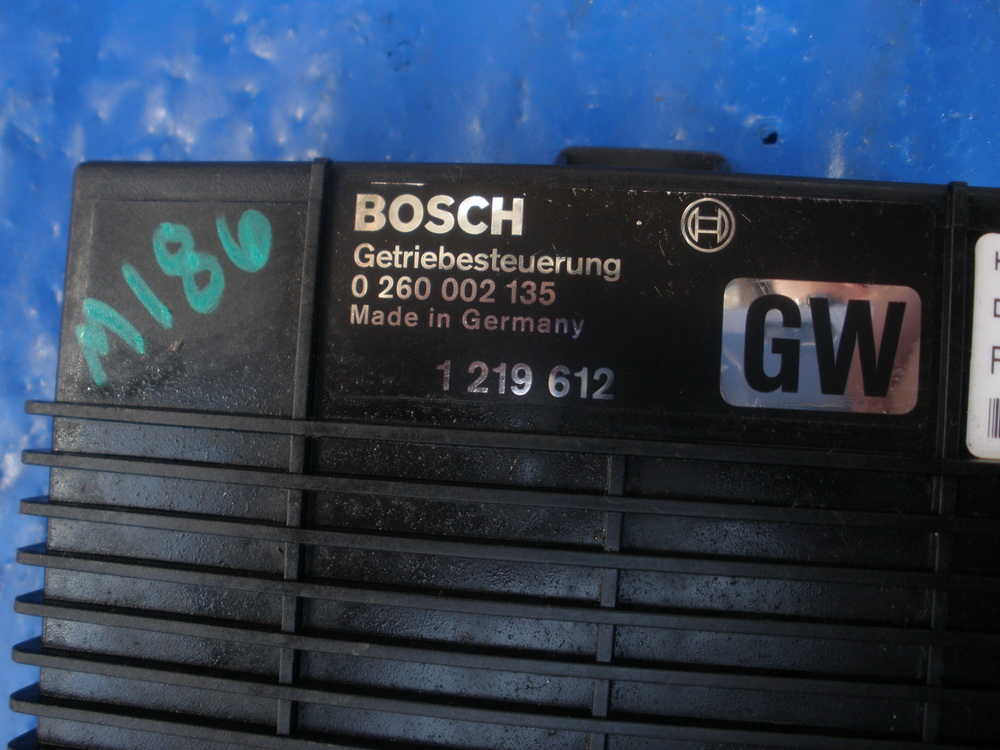 M186
BOSCH
Getriebesteuerung
0 260 002 135
Made in Germany
1 219 612
GW